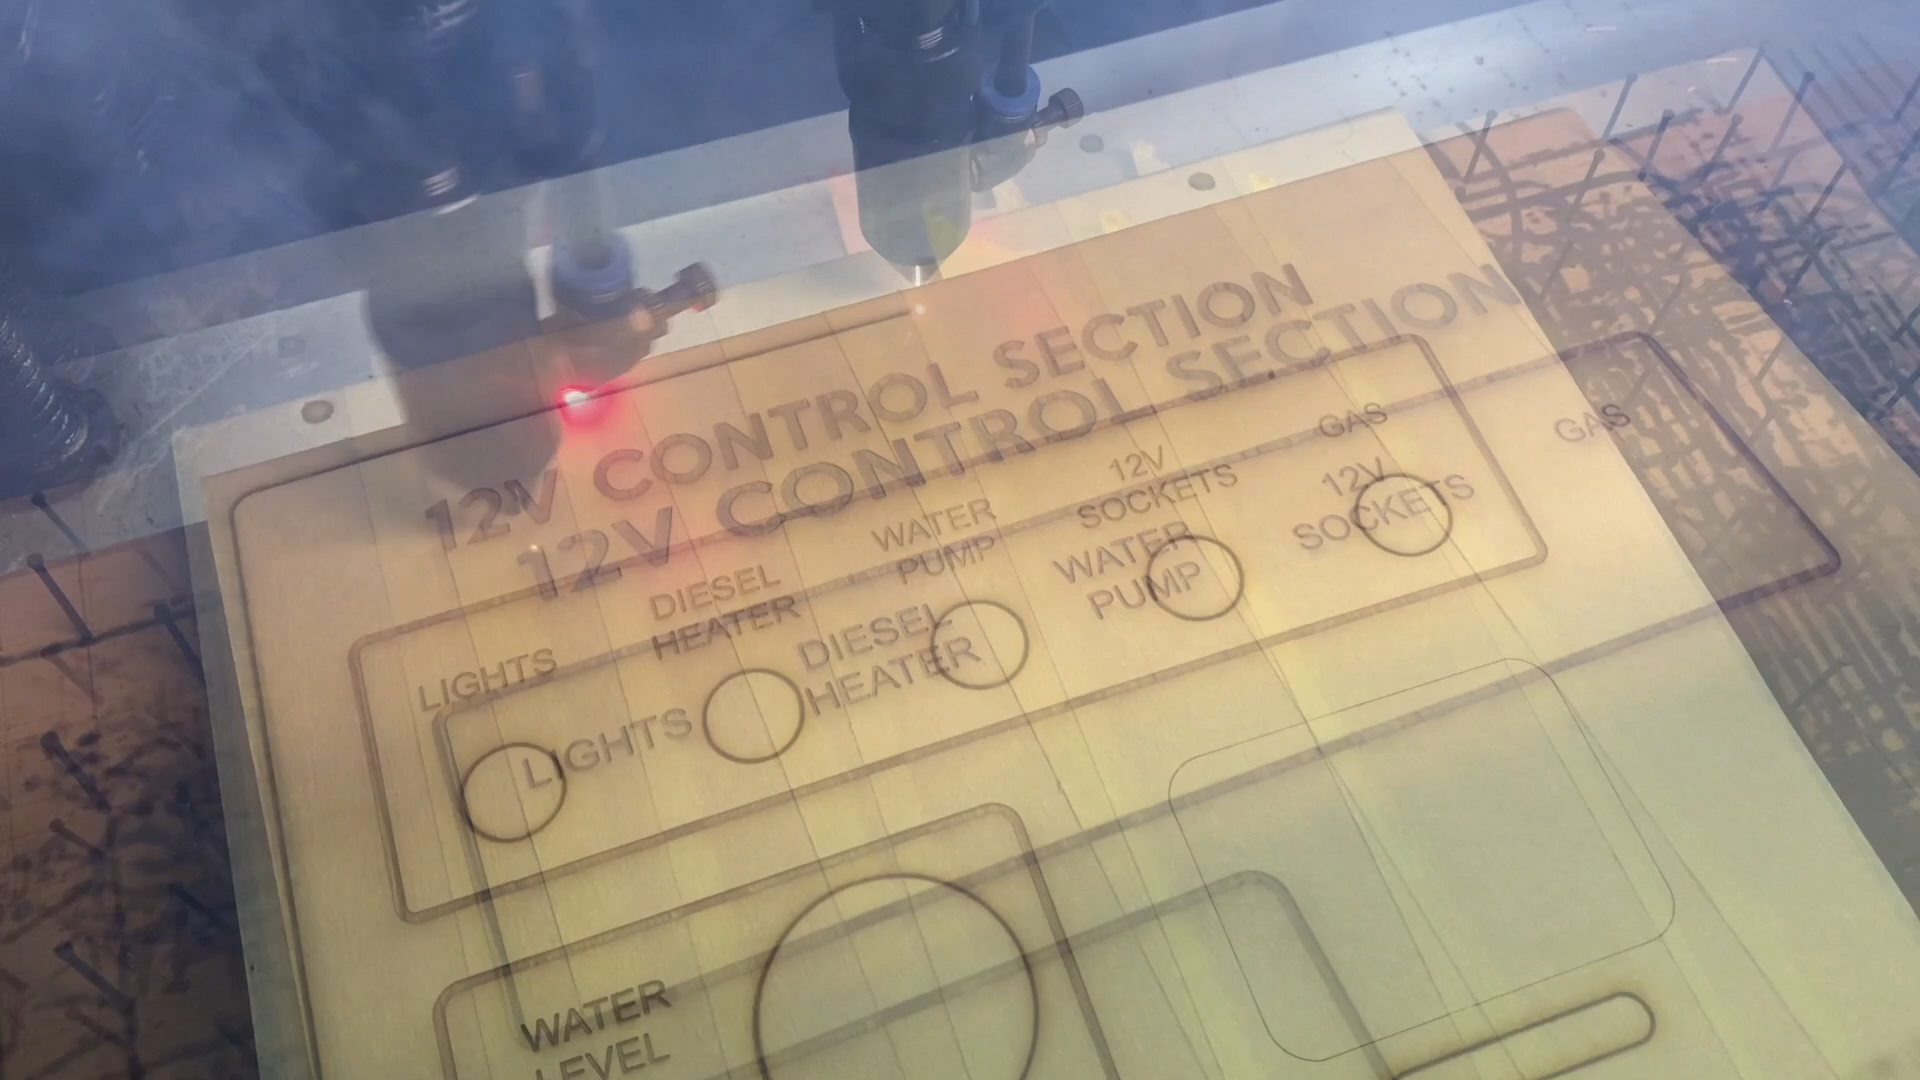 12V CONTROL SECTION
12V CONTROL SECTION
GAS
GAS
12V
SOCKETS
12V
SOCKETS
WATER
PUMP
WATER
PUMP
DIESEL
HEATER
DIESEL
HEATER
LIGHTS
LIGHTS
WATER
LEVEL